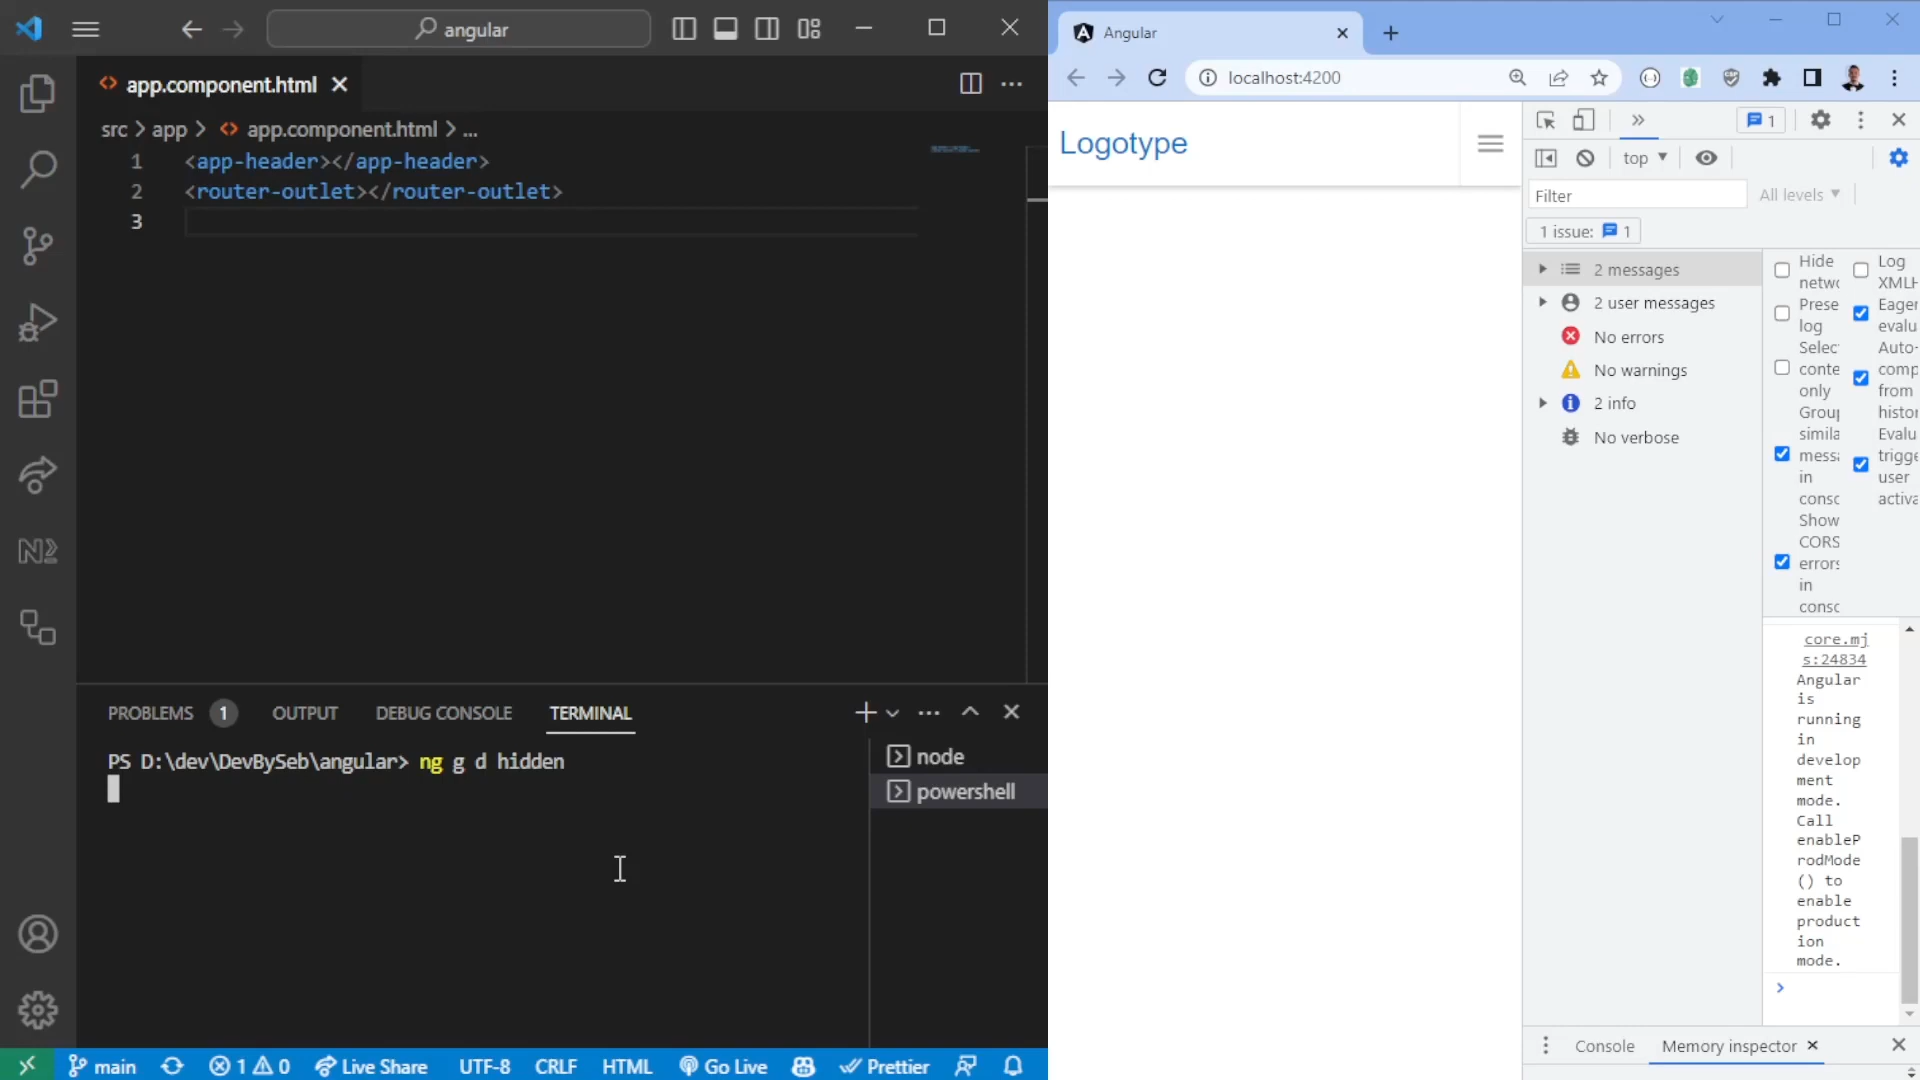 angular
app.component.html
src > app > app.component.html > ...
1 <app-header></app-header>
2 <router-outlet></router-outlet>
3
PROBLEMS 1 OUTPUT DEBUG CONSOLE TERMINAL
PS D:\dev\DevBySeb\angular> ng g d hidden
node
powershell
main 1 0 Live Share UTF-8 CRLF HTML Go Live Prettier
Angular
localhost:4200
Logotype
1
top
Filter
All levels
1 issue: 1
2 messages
2 user messages
No errors
No warnings
2 info
No verbose
Hide
netwo
Prese
log
Selec
conte
only
Group
simila
messa
in
conso
Show
CORS
errors
in
conso
Log
XMLH
Eager
evalu
Auto-
comp
from
histor
Evalu
trigge
user
activa
core.mj
s:24834
Angular
is
running
in
develop
ment
mode.
Call
enableP
rodMode
() to
enable
product
ion
mode.
>
Console Memory inspector